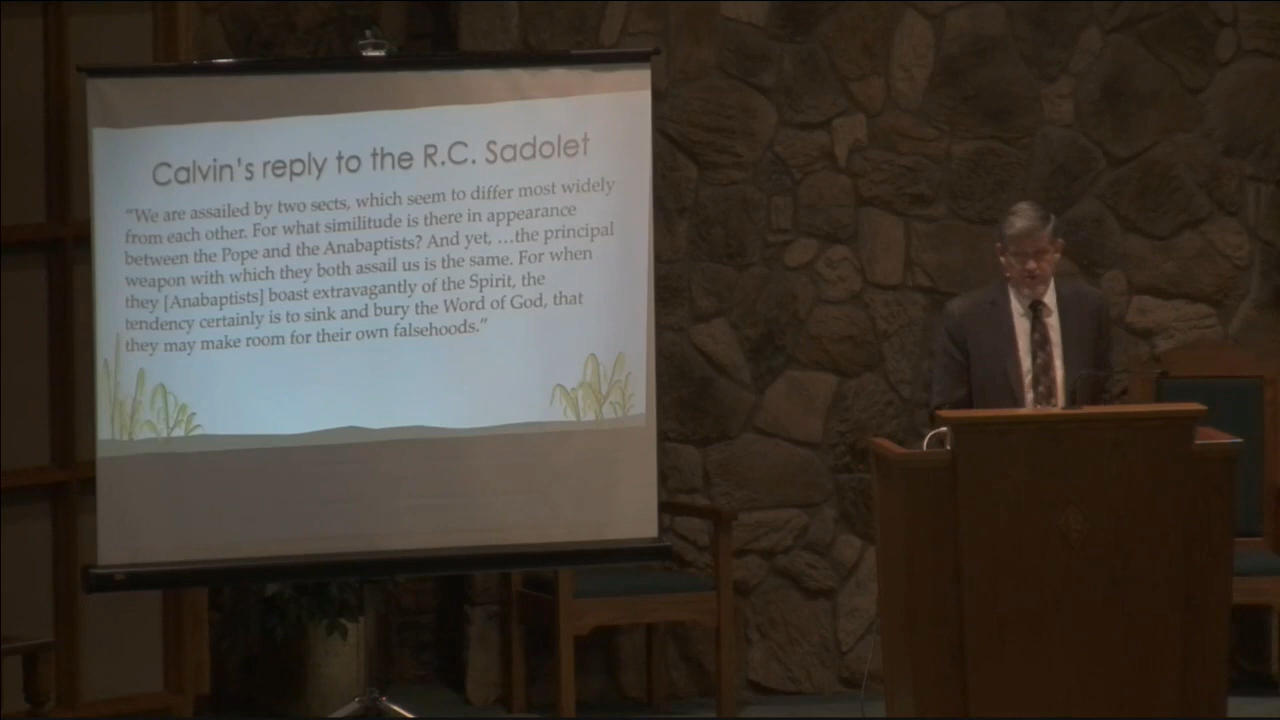 Calvin's reply to the R.C. Sadolet
"We are assailed by two sects, which seem to differ most widely
from each other. For what similitude is there in appearance
between the Pope and the Anabaptists? And yet, ...the principal
weapon with which they both assail us is the same. For when
they [Anabaptists] boast extravagantly of the Spirit, the
tendency certainly is to sink and bury the Word of God, that
they may make room for their own falsehoods."